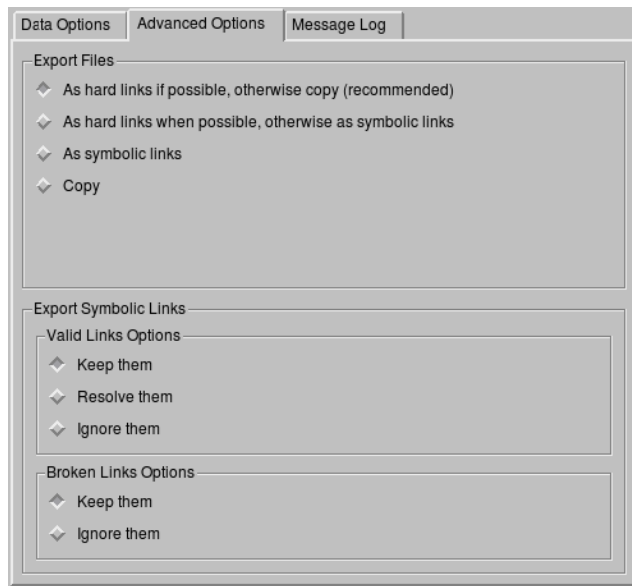 Data Options Advanced Options Message Log
Export Files
As hard links if possible, otherwise copy (recommended)
As hard links when possible, otherwise as symbolic links
As symbolic links
Copy
Export Symbolic Links
Valid Links Options
Keep them
Resolve them
Ignore them
Broken Links Options
Keep them
Ignore them